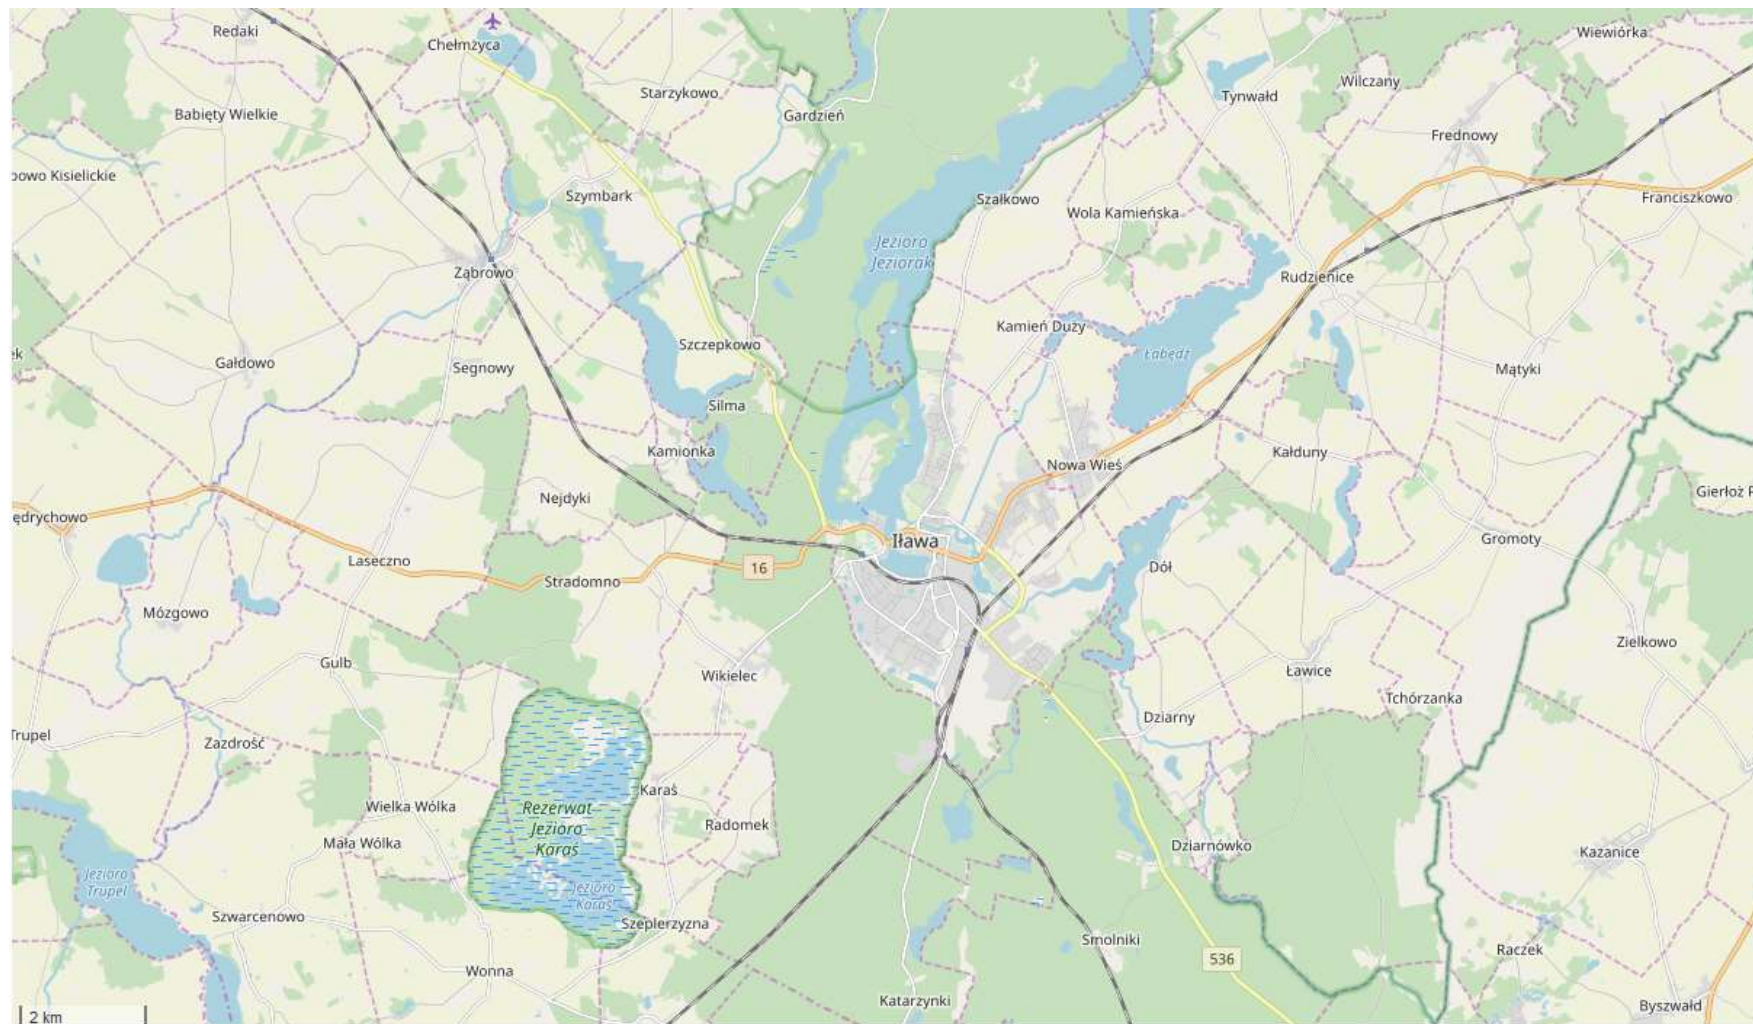 Redaki
Chełmżyca
Wiewiórka
Starzykowo
Wilczany
Tynwałd
Babięty Wielkie
Gardzień
Frednowy
owo Kisielickie
Szymbark
Szałkowo
Wola Kamieńska
Franciszkowo
Jezioro
Jeziorak
Ząbrowo
Rudzienice
Kamień Duży
Szczepkowo
Łabędź
ek
Gałdowo
Segnowy
Mątyki
Silma
Kamionka
Kałduny
Nowa Wieś
Nejdyki
Gierłoż P
ędrychowo
Iława
Gromoty
Laseczno
16
Dół
Stradomno
Mózgowo
Zielkowo
Gulb
Wikielec
Ławice
Tchórzanka
Dziarny
Trupel
Zazdrość
Karaś
Wielka Wólka
Rezerwat
Jezioro
Karaś
Radomek
Mała Wólka
Dziarnówko
Kazanice
Jezioro
Trupel
Jezioro
Karaś
Szwarcenowo
Szeplerzyzna
Smolniki
Raczek
536
Wonna
Katarzynki
Byszwałd
2 km